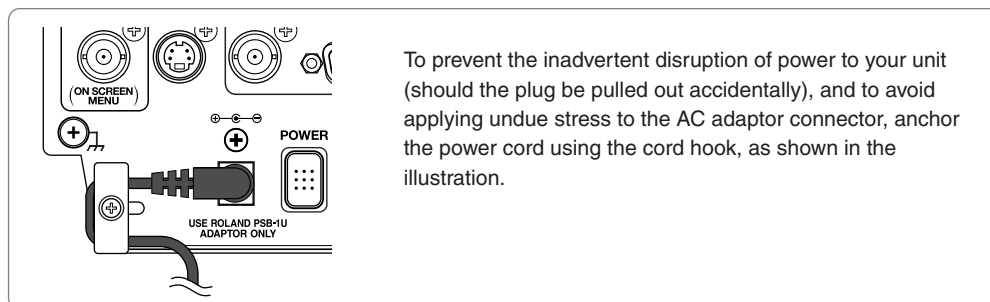 (ON SCREEN
MENU)
POWER
USE ROLAND PSB-1U
ADAPTOR ONLY
To prevent the inadvertent disruption of power to your unit
(should the plug be pulled out accidentally), and to avoid
applying undue stress to the AC adaptor connector, anchor
the power cord using the cord hook, as shown in the
illustration.